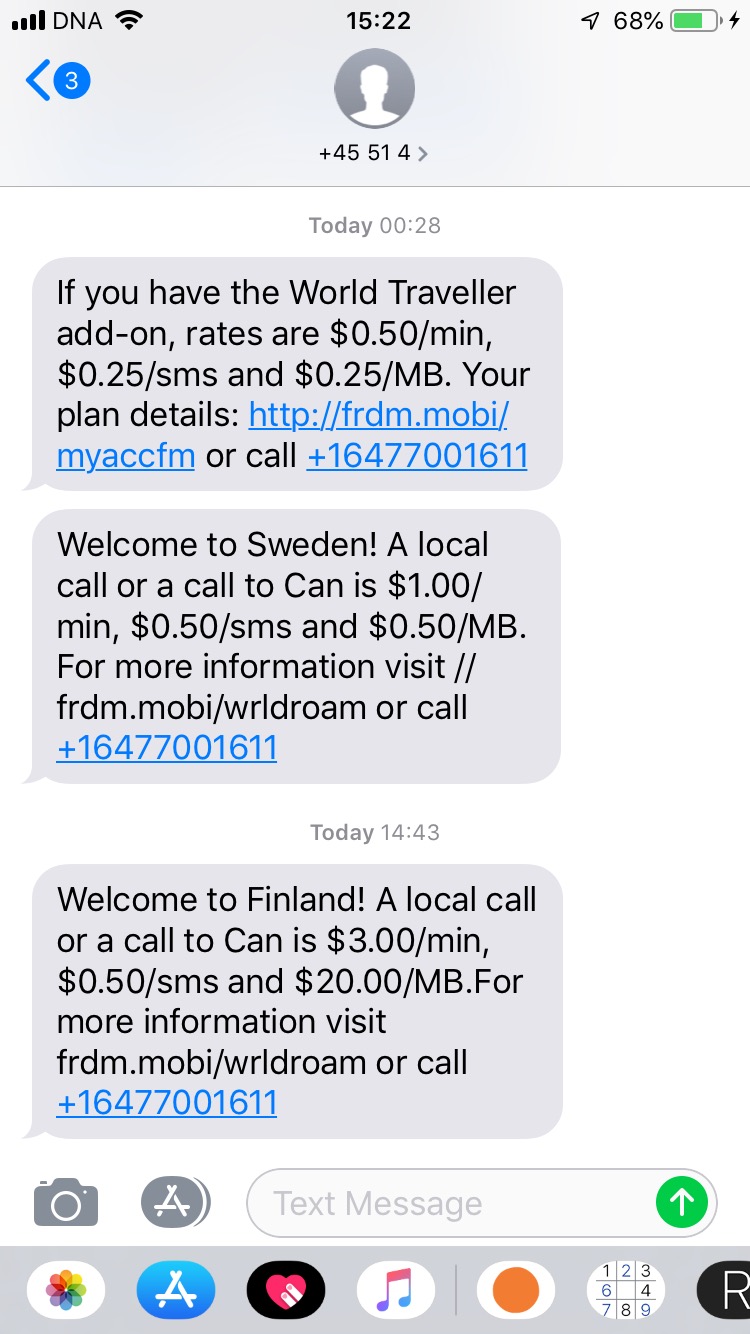 DNA 15:22 68%
3
+45 51 4
Today 00:28
If you have the World Traveller
add-on, rates are $0.50/min,
$0.25/sms and $0.25/MB. Your
plan details: http://frdm.mobi/
myaccfm or call +16477001611
Welcome to Sweden! A local
call or a call to Can is $1.00/
min, $0.50/sms and $0.50/MB.
For more information visit //
frdm.mobi/wrldroam or call
+16477001611
Today 14:43
Welcome to Finland! A local call
or a call to Can is $3.00/min,
$0.50/sms and $20.00/MB.For
more information visit
frdm.mobi/wrldroam or call
+16477001611
Text Message
1 2 3
6 4
7 8 9
R